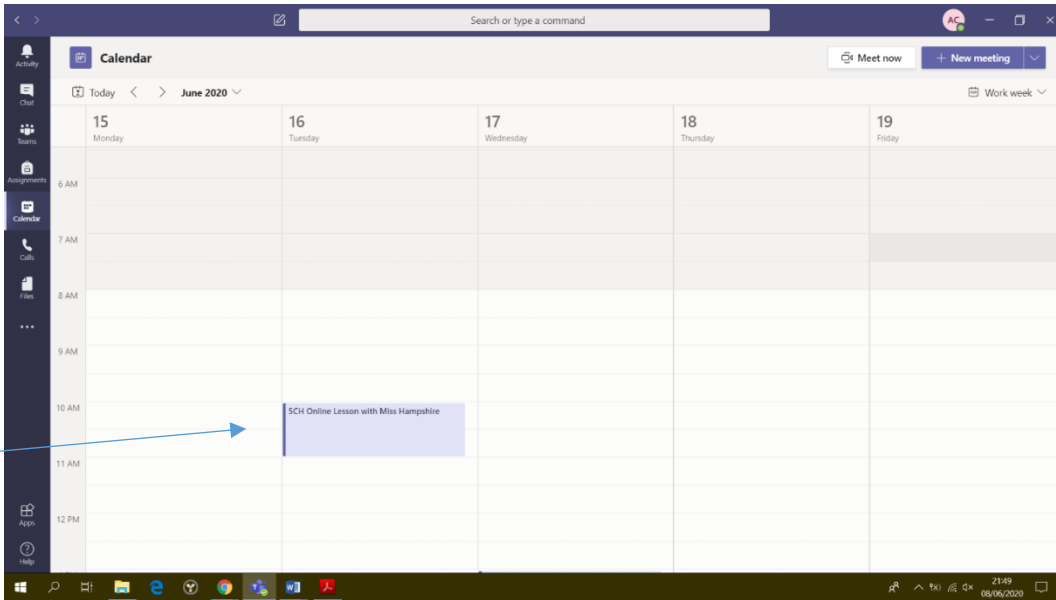 Search or type a command
AC
Activity
Calendar
Meet now
+ New meeting
Chat
Today
June 2020
Work week
Teams
15
Monday
16
Tuesday
17
Wednesday
18
Thursday
19
Friday
Assignments
6 AM
Calendar
7 AM
Calls
Files
8 AM
9 AM
10 AM
5CH Online Lesson with Miss Hampshire
11 AM
Apps
12 PM
Help
21:49
08/06/2020